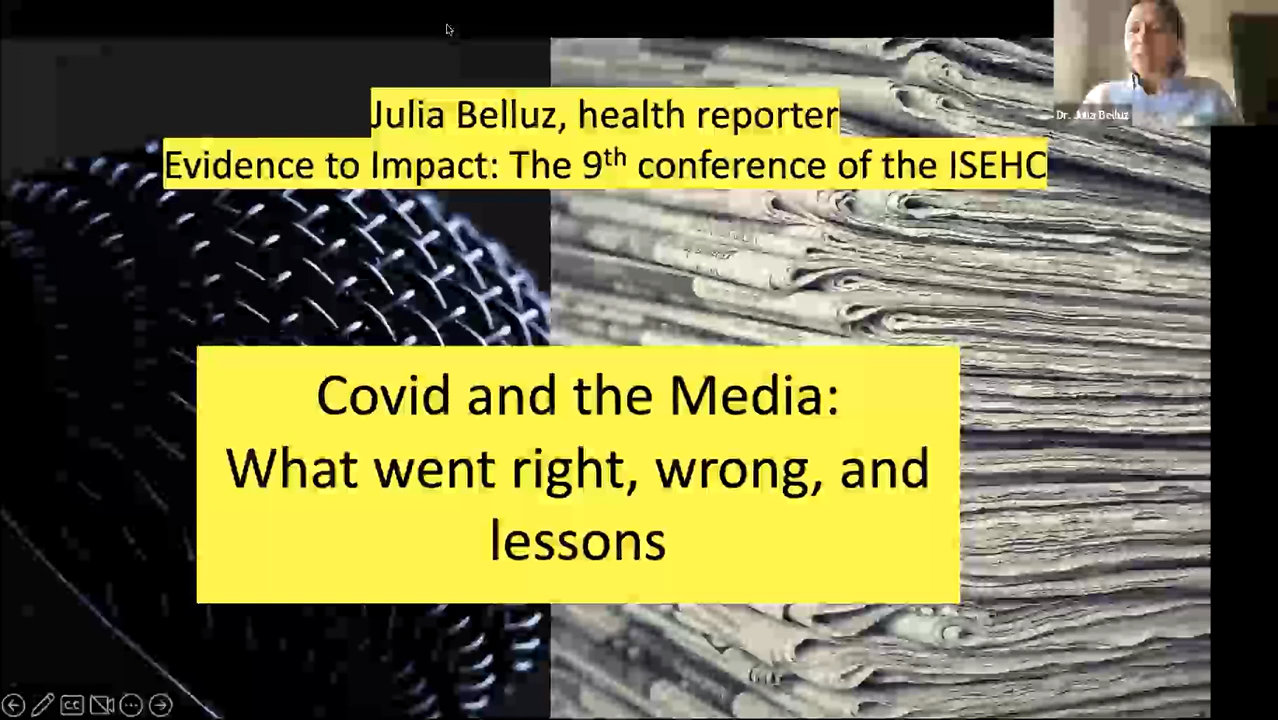 Julia Belluz, health reporter
Evidence to Impact: The 9th conference of the ISEHC
Dr. Julia Belluz
Covid and the Media:
What went right, wrong, and
lessons
CC